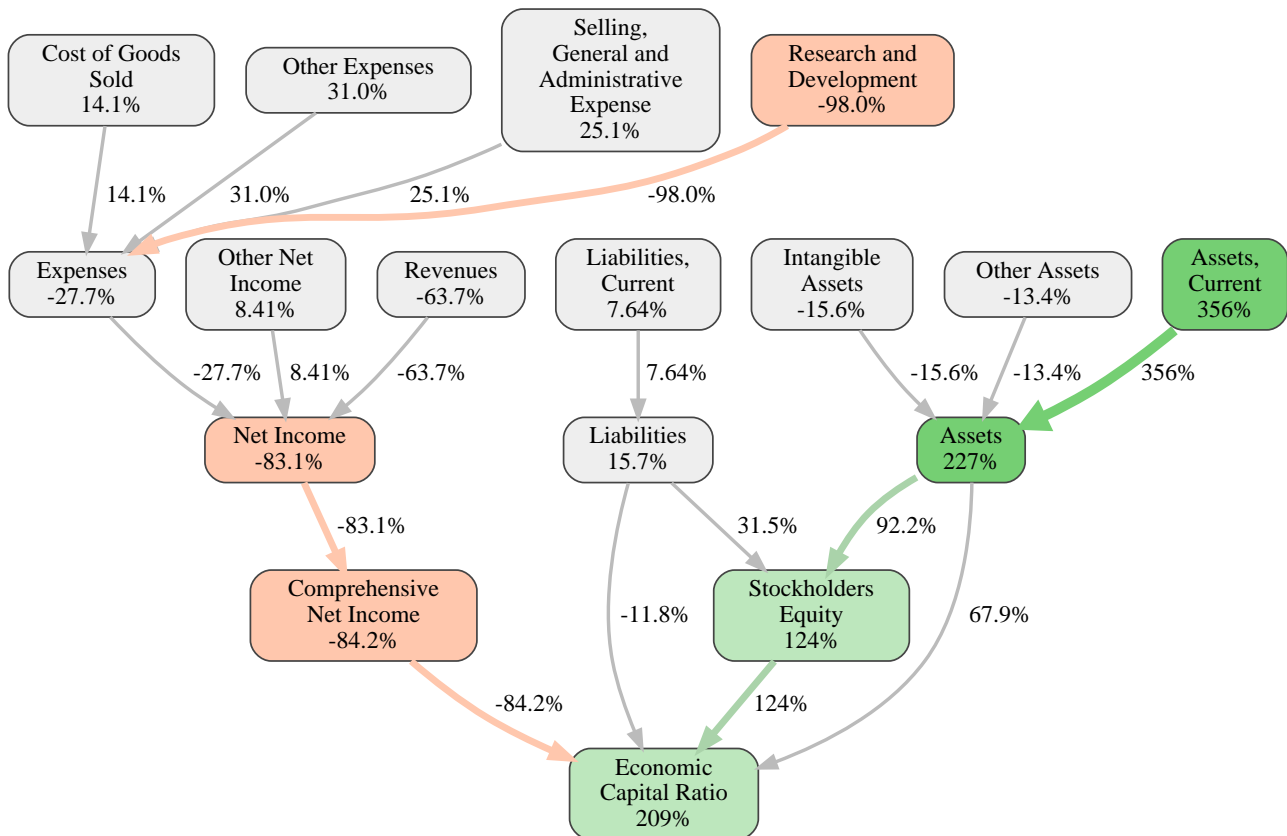 Cost of Goods
Sold
14.1%
Other Expenses
31.0%
Selling,
General and
Administrative
Expense
25.1%
Research and
Development
-98.0%
14.1%
31.0%
25.1%
-98.0%
Expenses
-27.7%
Other Net
Income
8.41%
Revenues
-63.7%
Liabilities,
Current
7.64%
Intangible
Assets
-15.6%
Other Assets
-13.4%
Assets,
Current
356%
-27.7%
8.41%
-63.7%
7.64%
-15.6%
-13.4%
356%
Net Income
-83.1%
Liabilities
15.7%
Assets
227%
-83.1%
31.5%
92.2%
Comprehensive
Net Income
-84.2%
-11.8%
Stockholders
Equity
124%
67.9%
-84.2%
124%
Economic
Capital Ratio
209%